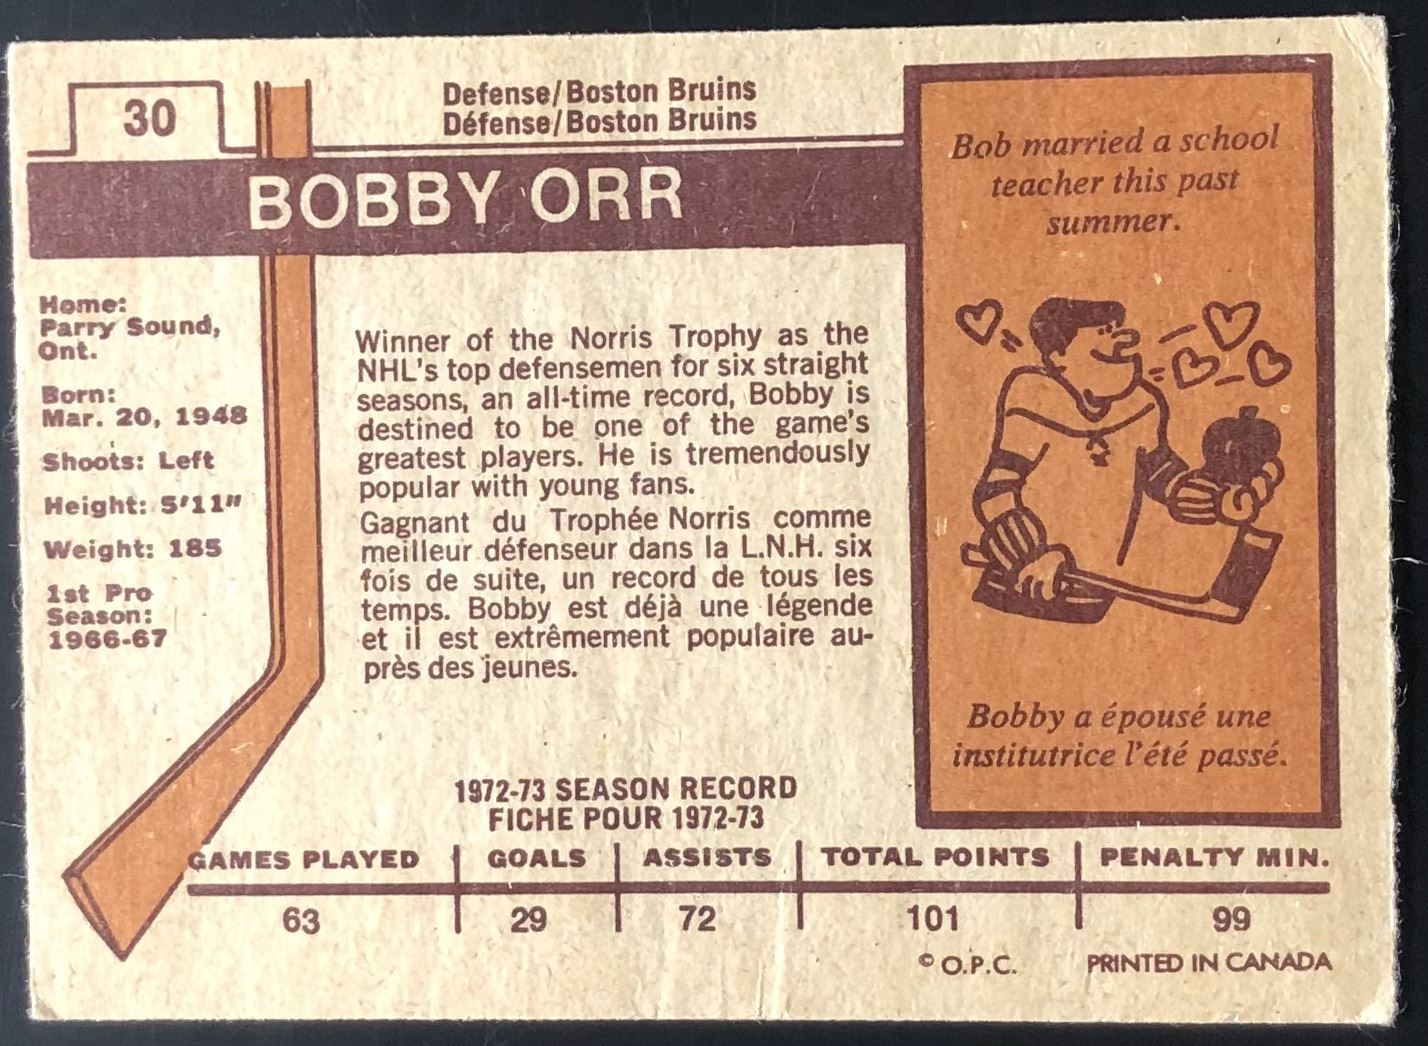 30
Defense/Boston Bruins
Défense/Boston Bruins
BOBBY ORR
Home:
Parry Sound,
Ont.
Born:
Mar. 20, 1948
Shoots: Left
Height: 5'11"
Weight: 185
1st Pro
Season:
1966-67
Winner of the Norris Trophy as the
NHL's top defensemen for six straight
seasons, an all-time record, Bobby is
destined to be one of the game's
greatest players. He is tremendously
popular with young fans.
Gagnant du Trophée Norris comme
meilleur défenseur dans la L.N.H. six
fois de suite, un record de tous les
temps. Bobby est déjà une légende
et il est extrêmement populaire au-
près des jeunes.
Bob married a school
teacher this past
summer.
Bobby a épousé une
institutrice l'été passé.
1972-73 SEASON RECORD
FICHE POUR 1972-73
GAMES PLAYED GOALS ASSISTS TOTAL POINTS PENALTY MIN.
63 29 72 101 99
© O.P.C. PRINTED IN CANADA